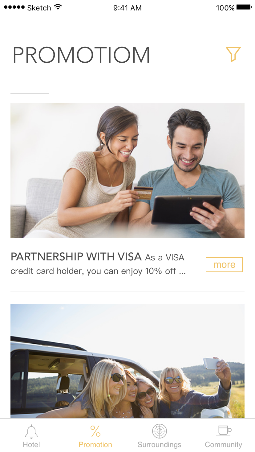 Sketch 9:41 AM 100%
PROMOTIOM
PARTNERSHIP WITH VISA As a VISA
credit card holder, you can enjoy 10% off ...
more
Hotel Promotion Surroundings Community